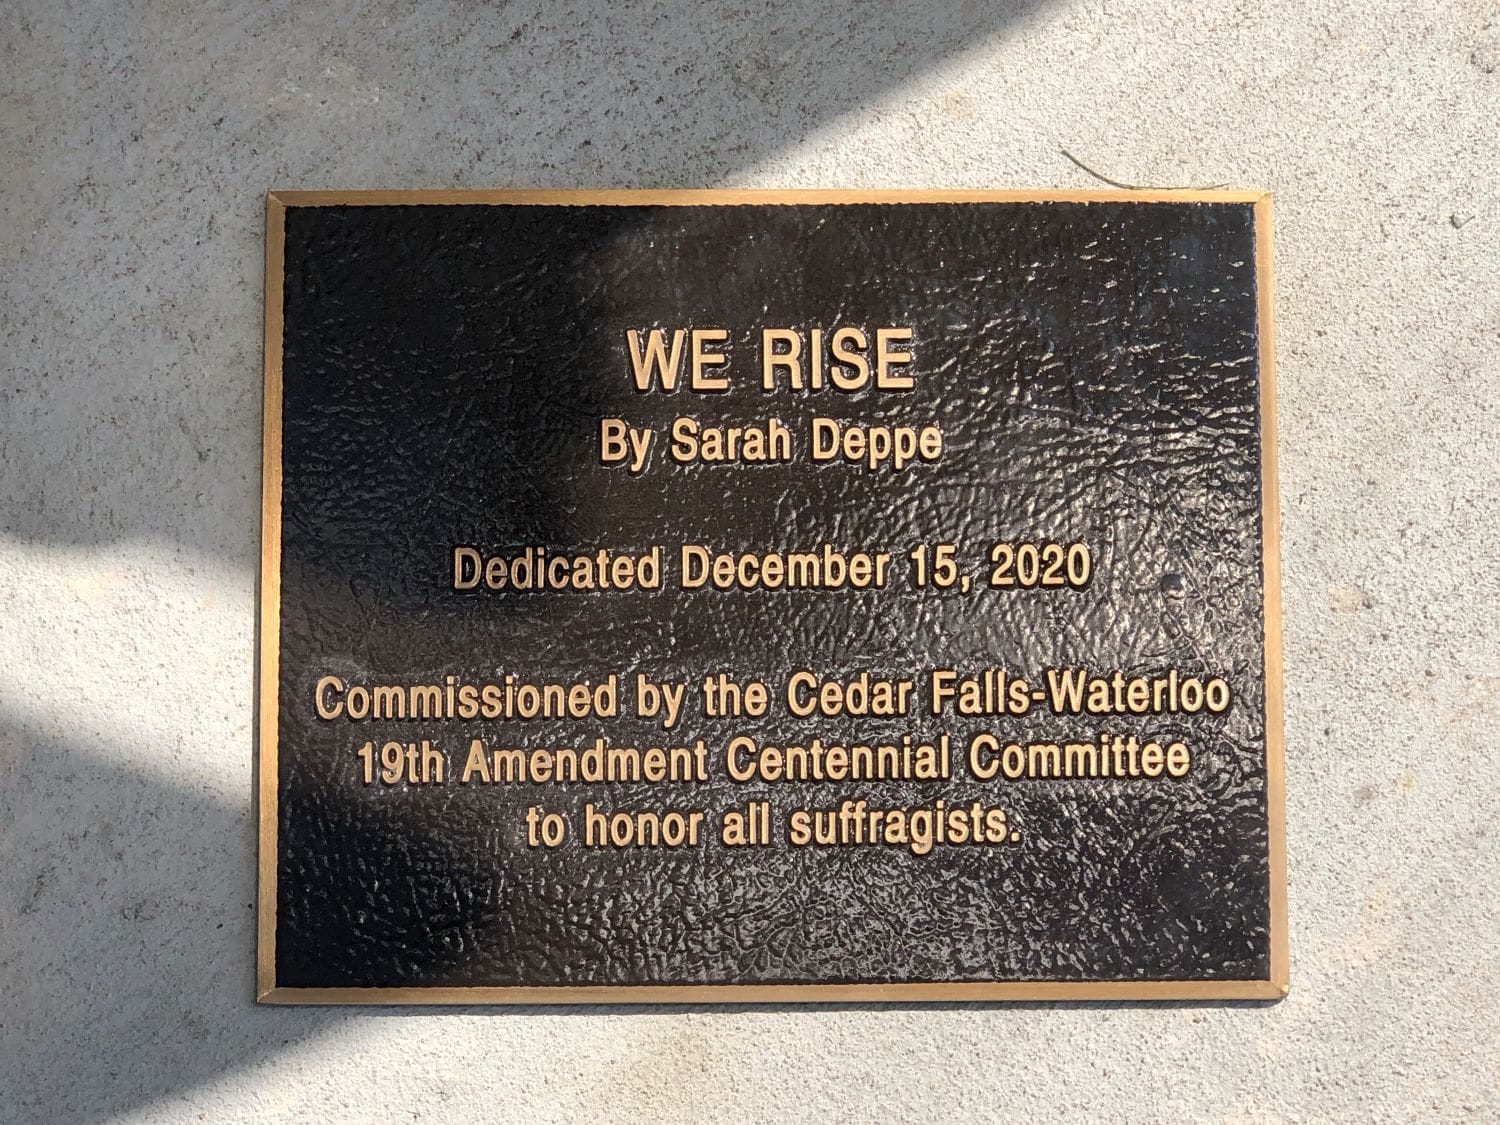 WE RISE
By Sarah Deppe
Dedicated December 15, 2020
Commissioned by the Cedar Falls-Waterloo
19th Amendment Centennial Committee
to honor all suffragists.